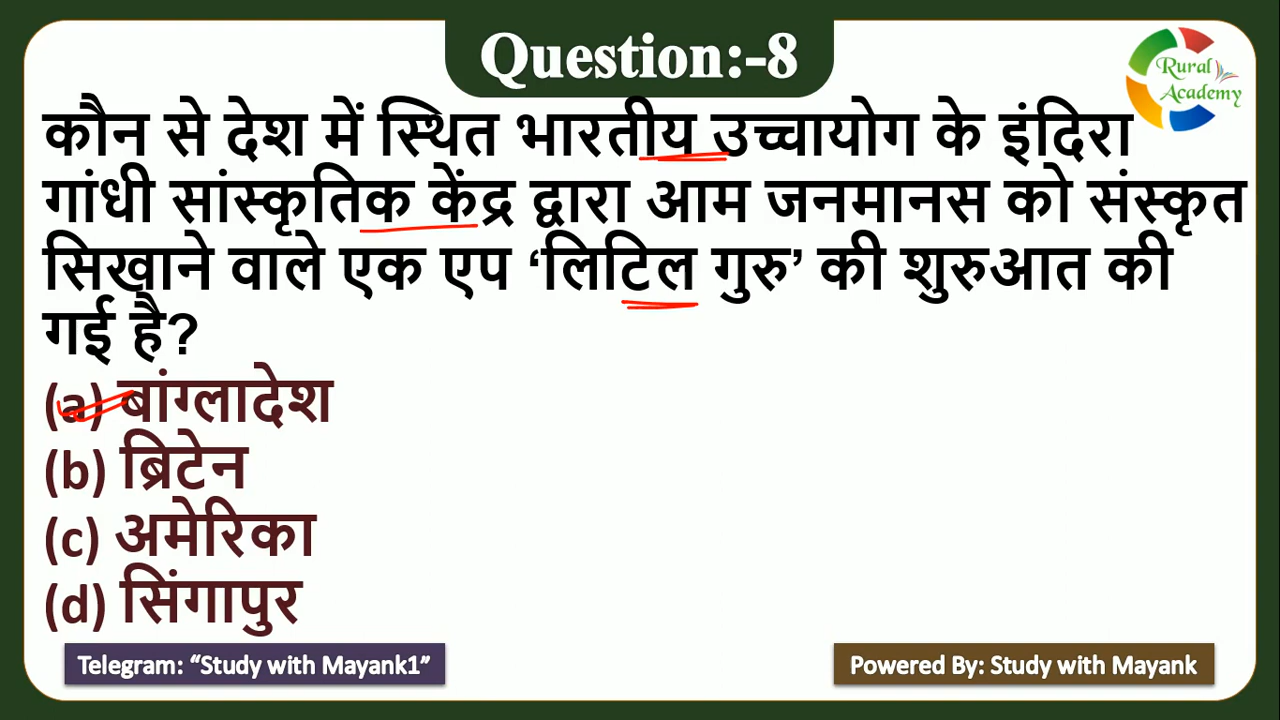 Question:-8
Rural
Academy
कौन से देश में स्थित भारतीय उच्चायोग के इंदिरा
गांधी सांस्कृतिक केंद्र द्वारा आम जनमानस को संस्कृत
सिखाने वाले एक एप ‘लिटिल गुरु’ की शुरुआत की
गई है?
(a) बांग्लादेश
(b) ब्रिटेन
(c) अमेरिका
(d) सिंगापुर
Telegram: “Study with Mayank1”
Powered By: Study with Mayank